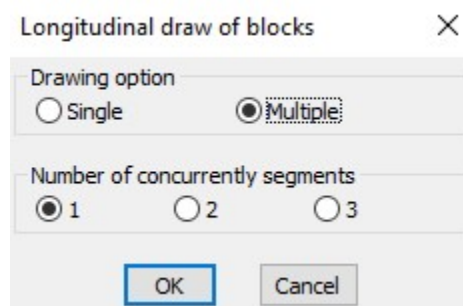 Longitudinal draw of blocks
Drawing option
Single Multiple
Number of concurrently segments
1 2 3
OK Cancel